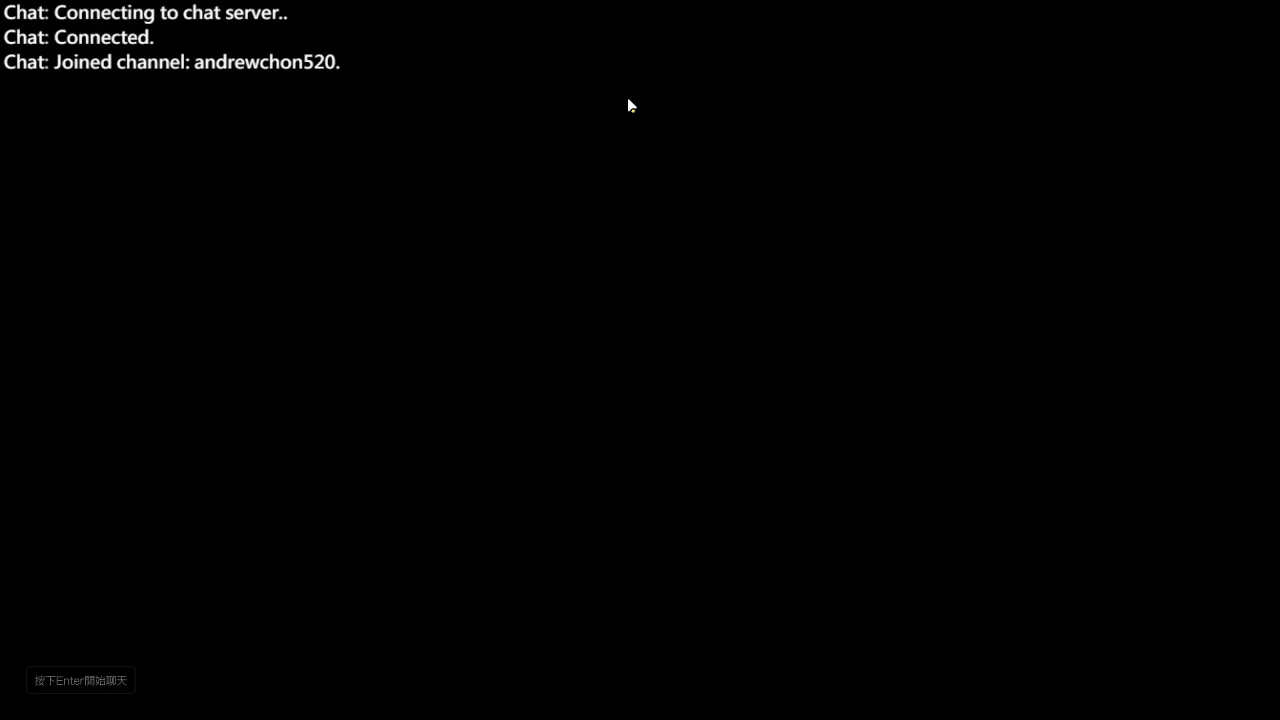 Chat: Connecting to chat server..
Chat: Connected.
Chat: Joined channel: andrewchon520.
按下Enter開始聊天